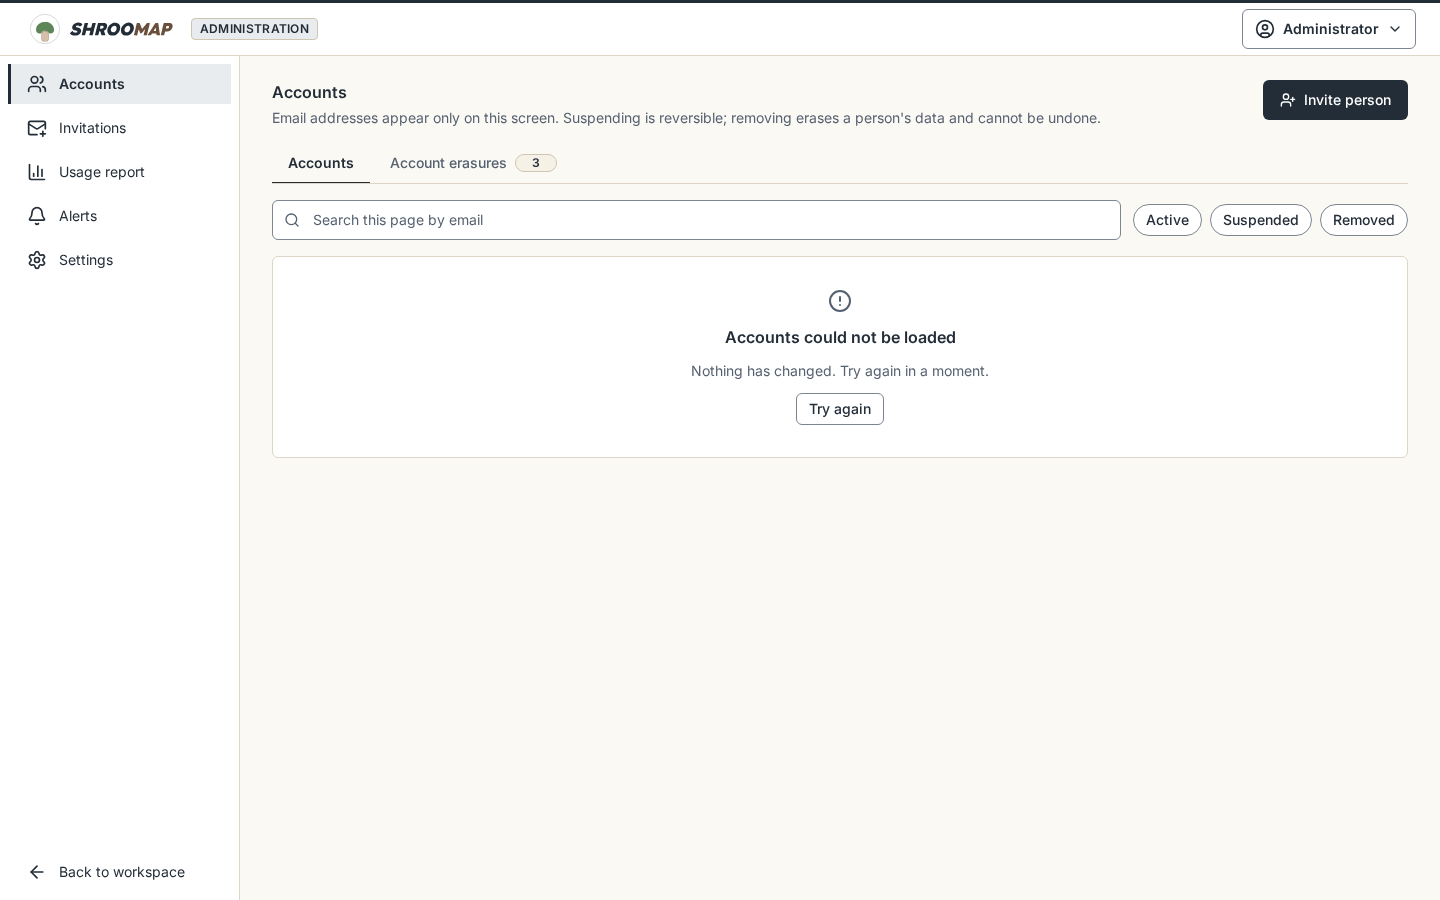 SHROOMAP
ADMINISTRATION
Administrator
Accounts
Invitations
Usage report
Alerts
Settings
Back to workspace
Accounts
Email addresses appear only on this screen. Suspending is reversible; removing erases a person's data and cannot be undone.
Invite person
Accounts
Account erasures 3
Search this page by email
Active
Suspended
Removed
Accounts could not be loaded
Nothing has changed. Try again in a moment.
Try again